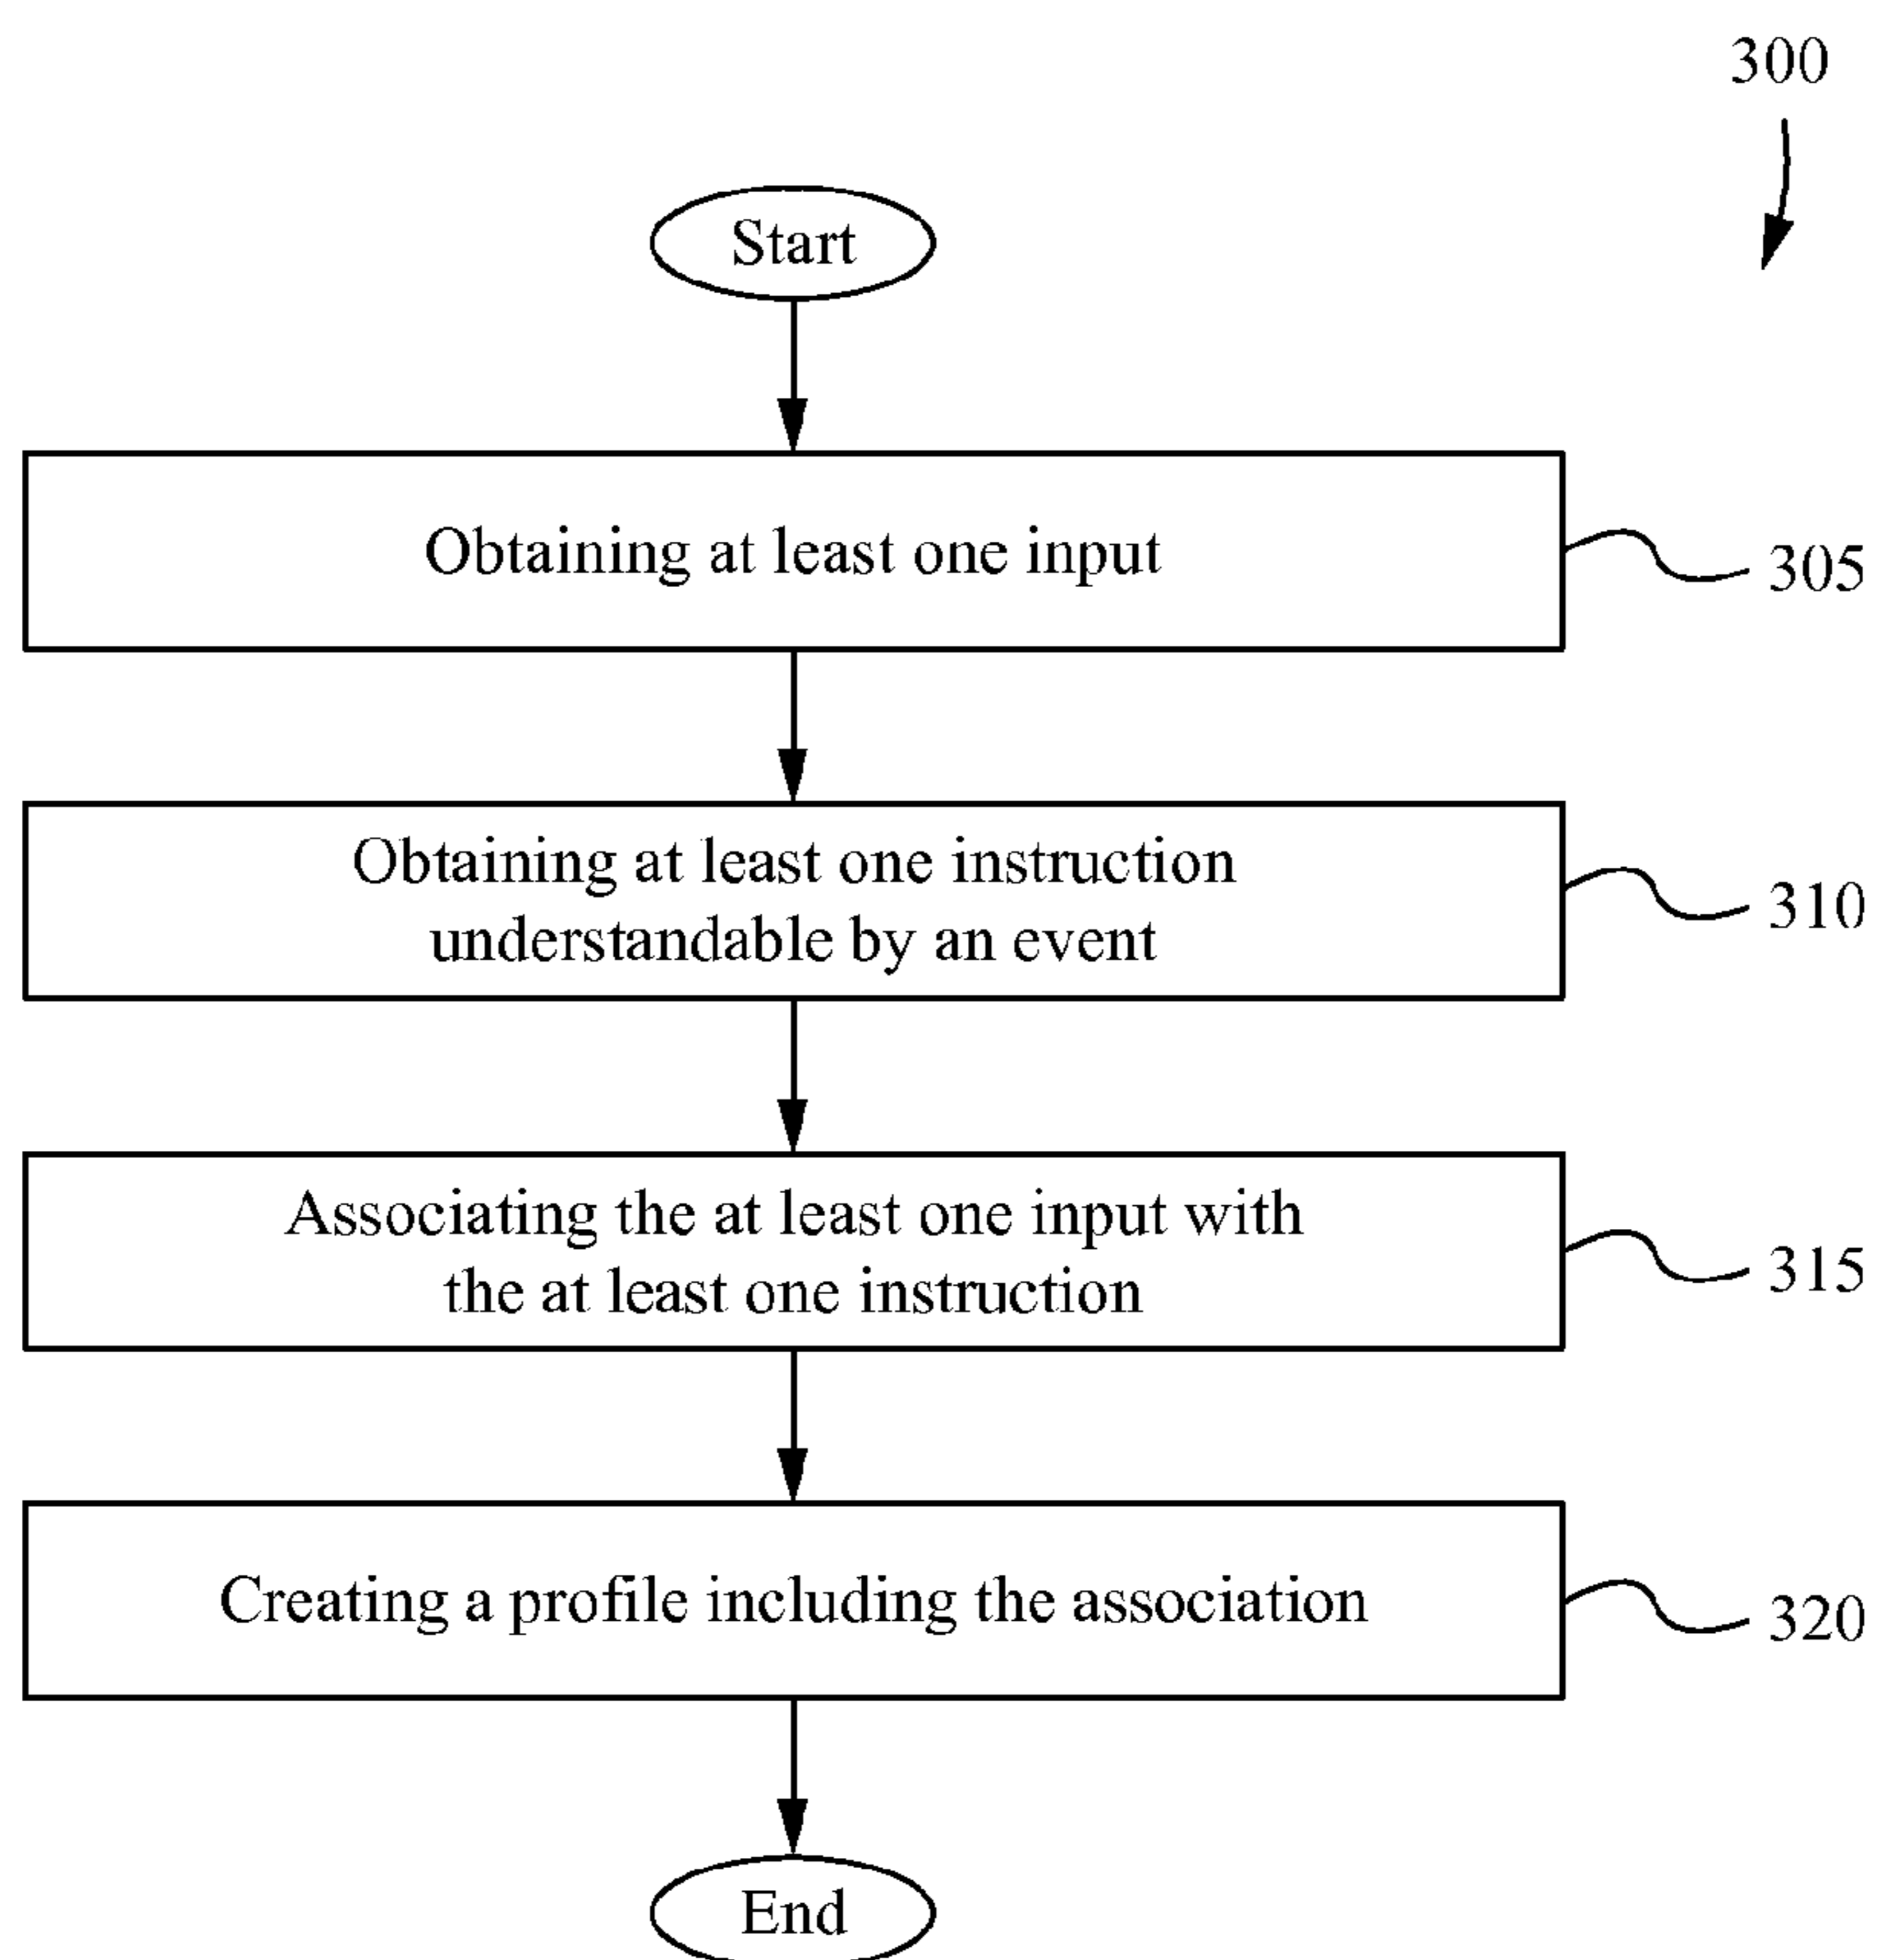 300
Start
Obtaining at least one input
305
Obtaining at least one instruction
understandable by an event
310
Associating the at least one input with
the at least one instruction
315
Creating a profile including the association
320
End